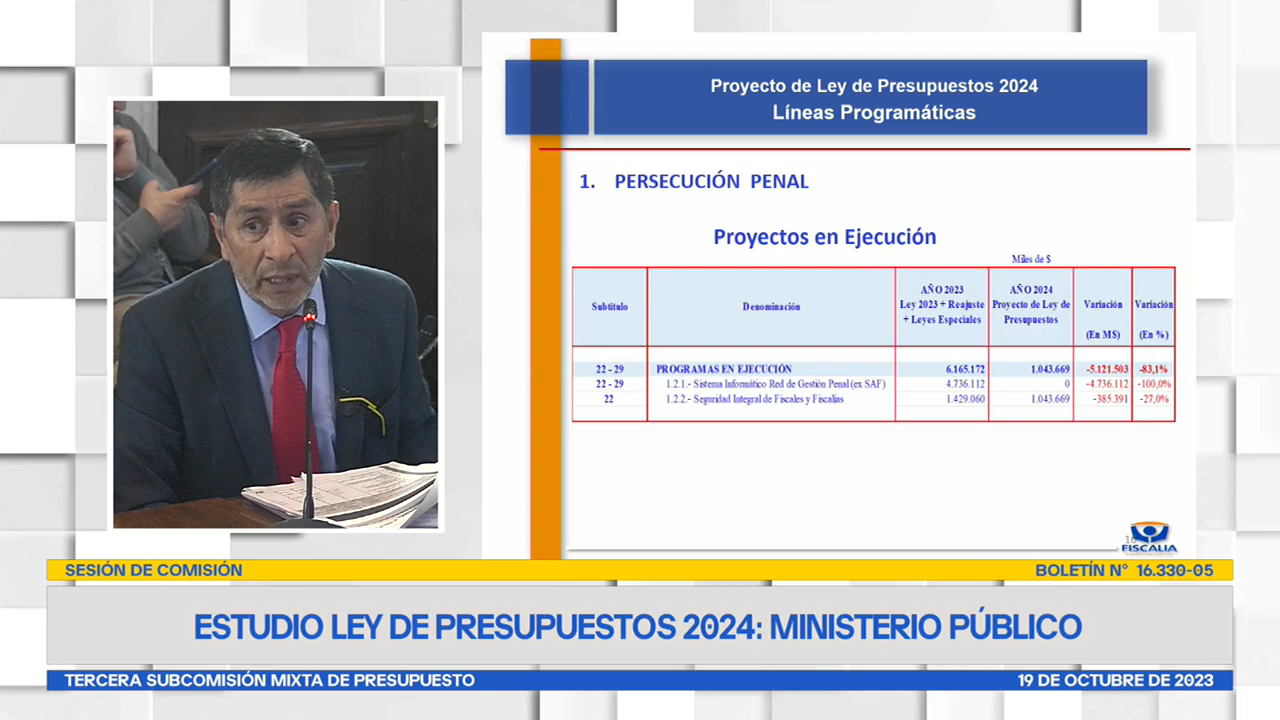 Proyecto de Ley de Presupuestos 2024
Líneas Programáticas
1. PERSECUCIÓN PENAL
Proyectos en Ejecución
Miles de $
Subtítulo Denominación AÑO 2023 Ley 2023 + Reajuste + Leyes Especiales AÑO 2024 Proyecto de Ley de Presupuestos Variación (En M$) Variación (En %)
22 - 29 PROGRAMAS EN EJECUCIÓN 6.165.172 1.043.669 -5.121.503 -83,1%
22 - 29 1.2.1.- Sistema Informático Red de Gestión Penal (ex SAF) 4.736.112 0 -4.736.112 -100,0%
22 1.2.2.- Seguridad Integral de Fiscales y Fiscalías 1.429.060 1.043.669 -385.391 -27,0%
FISCALIA
SESIÓN DE COMISIÓN BOLETÍN N° 16.330-05
ESTUDIO LEY DE PRESUPUESTOS 2024: MINISTERIO PÚBLICO
TERCERA SUBCOMISIÓN MIXTA DE PRESUPUESTO 19 DE OCTUBRE DE 2023